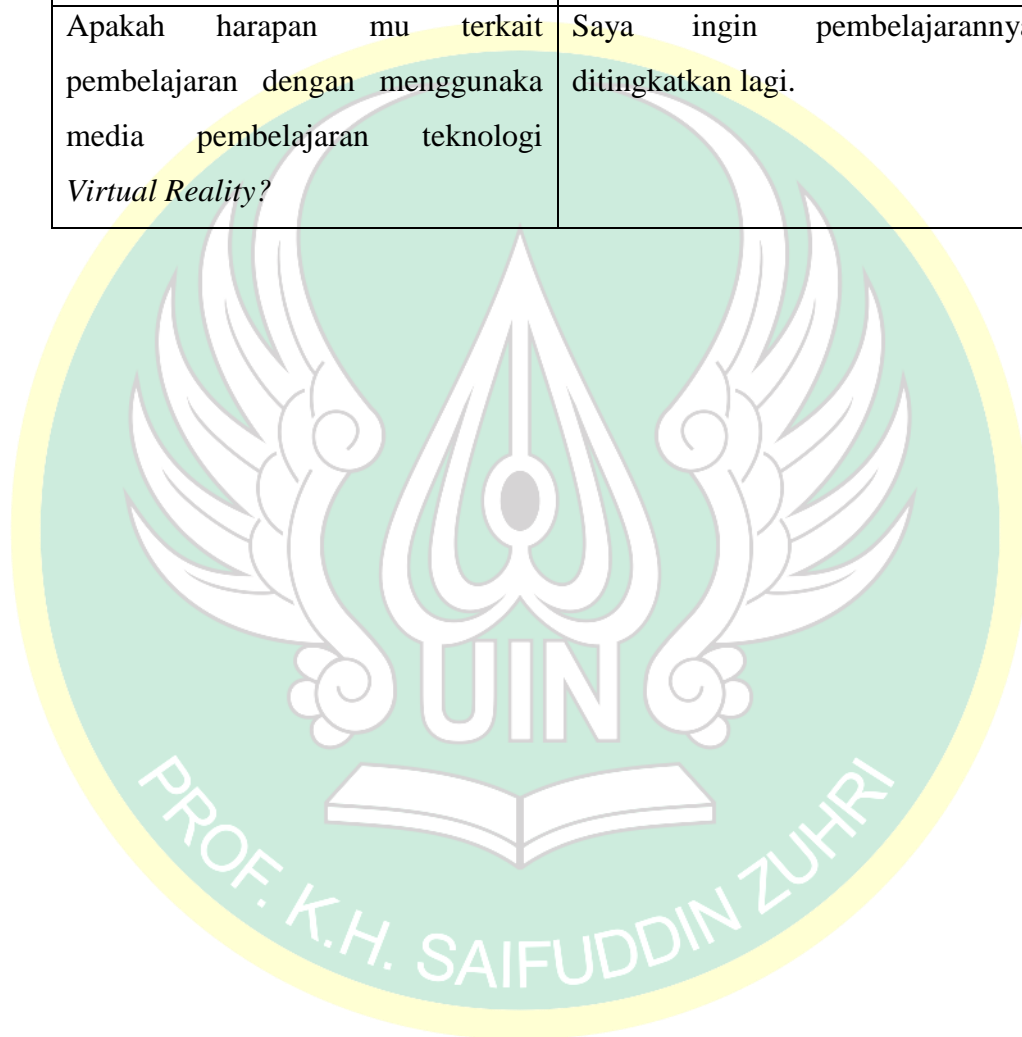 Apakah harapan mu terkait
pembelajaran dengan menggunaka
media pembelajaran teknologi
Virtual Reality?
Saya ingin pembelajarannya
ditingkatkan lagi.
UIN
PROF. K.H. SAIFUDDIN ZUHRI